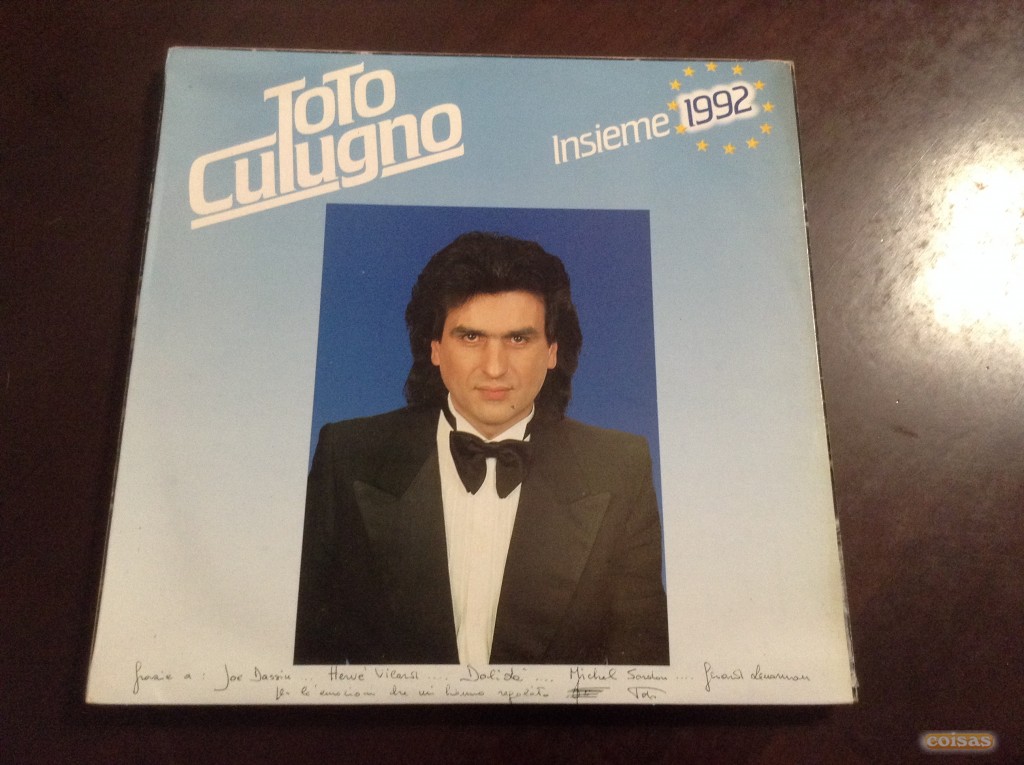 Toto
Cutugno
Insieme 1992
Grazie a : Joe Dassin ... Hervé Vilard .... Dalida .... Michel Sardou .... Gérard Lenorman
per le emozioni che mi hanno regalato Toto
coisas